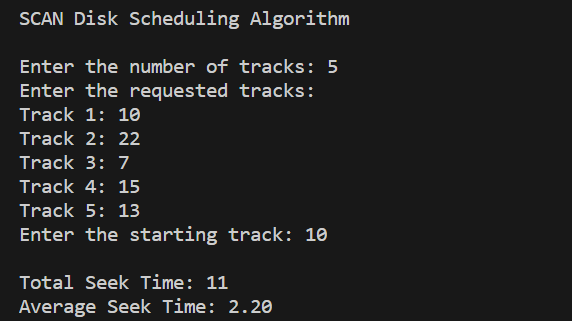 SCAN Disk Scheduling Algorithm
Enter the number of tracks: 5
Enter the requested tracks:
Track 1: 10
Track 2: 22
Track 3: 7
Track 4: 15
Track 5: 13
Enter the starting track: 10
Total Seek Time: 11
Average Seek Time: 2.20